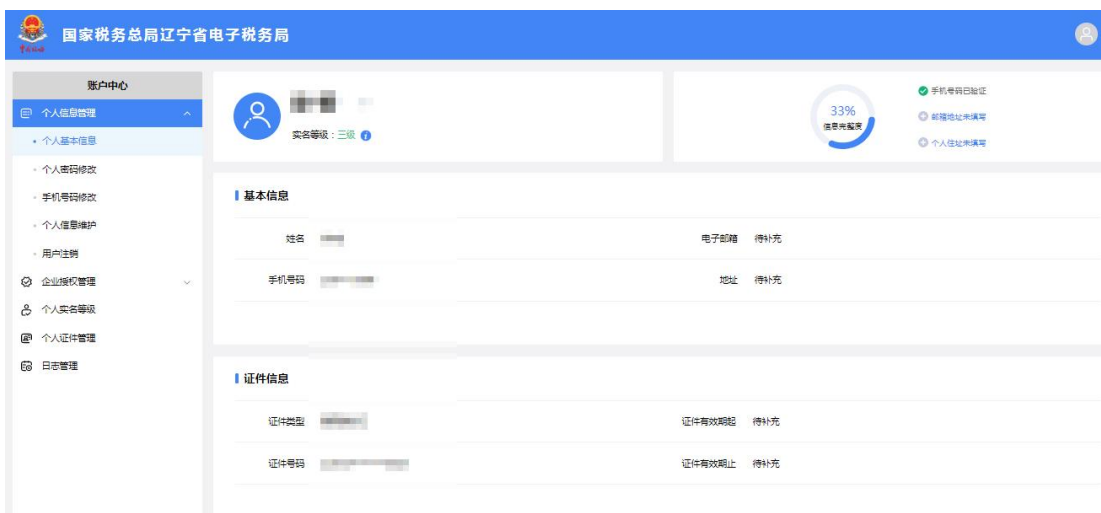 国家税务总局辽宁省电子税务局
账户中心
个人信息管理
个人基本信息
个人密码修改
手机号码修改
个人信息维护
用户注销
企业授权管理
个人实名等级
个人证件管理
日志管理
实名等级：三级
33%
信息完整度
手机号码已验证
邮箱地址未填写
个人住址未填写
基本信息
姓名
电子邮箱 待补充
手机号码
地址 待补充
证件信息
证件类型
证件有效期起 待补充
证件号码
证件有效期止 待补充